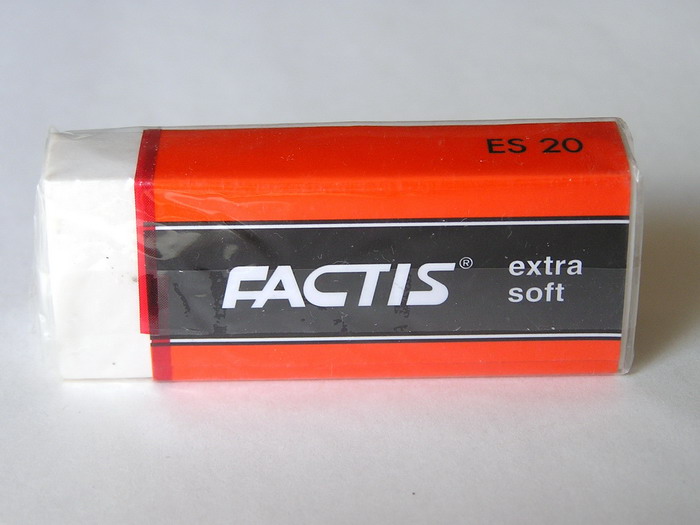 ES 20
FACTIS®
extra
soft